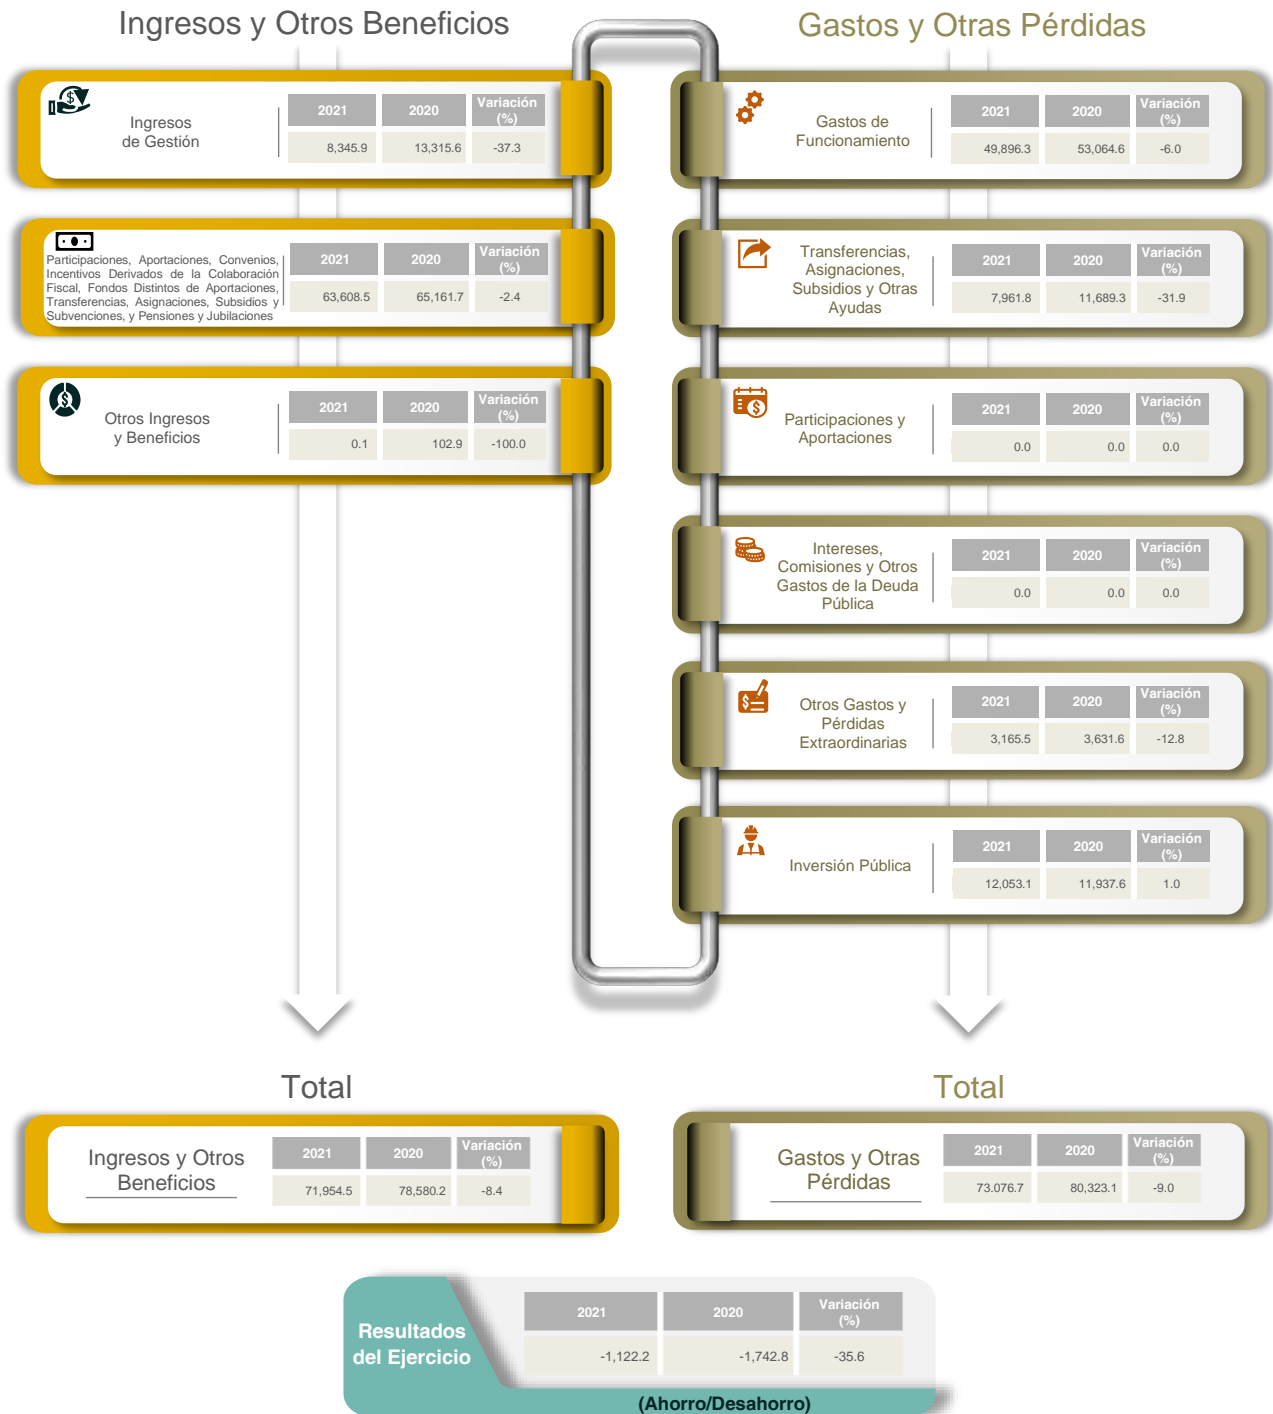 Ingresos y Otros Beneficios
Ingresos
de Gestión
2021 2020 Variación (%)
8,345.9 13,315.6 -37.3
Participaciones, Aportaciones, Convenios,
Incentivos Derivados de la Colaboración
Fiscal, Fondos Distintos de Aportaciones,
Transferencias, Asignaciones, Subsidios y
Subvenciones, y Pensiones y Jubilaciones
2021 2020 Variación (%)
63,608.5 65,161.7 -2.4
Otros Ingresos
y Beneficios
2021 2020 Variación (%)
0.1 102.9 -100.0
Gastos y Otras Pérdidas
Gastos de
Funcionamiento
2021 2020 Variación (%)
49,896.3 53,064.6 -6.0
Transferencias,
Asignaciones,
Subsidios y Otras
Ayudas
2021 2020 Variación (%)
7,961.8 11,689.3 -31.9
Participaciones y
Aportaciones
2021 2020 Variación (%)
0.0 0.0 0.0
Intereses,
Comisiones y Otros
Gastos de la Deuda
Pública
2021 2020 Variación (%)
0.0 0.0 0.0
Otros Gastos y
Pérdidas
Extraordinarias
2021 2020 Variación (%)
3,165.5 3,631.6 -12.8
Inversión Pública
2021 2020 Variación (%)
12,053.1 11,937.6 1.0
Total
Ingresos y Otros
Beneficios
2021 2020 Variación (%)
71,954.5 78,580.2 -8.4
Total
Gastos y Otras
Pérdidas
2021 2020 Variación (%)
73.076.7 80,323.1 -9.0
Resultados
del Ejercicio
2021 2020 Variación (%)
-1,122.2 -1,742.8 -35.6
(Ahorro/Desahorro)